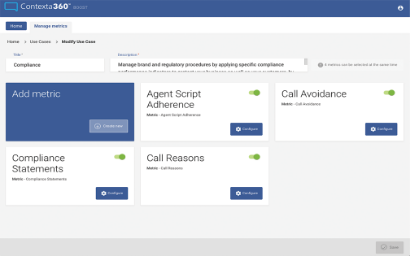 Contexta360™ BOOST
Home
Manage metrics
Home > Use Cases > Modify Use Case
Title *
Compliance
Description *
Manage brand and regulatory procedures by applying specific compliance
metrics can be selected at the same time
Add metric
Create new
Agent Script
Adherence
Metric - Agent Script Adherence
Configure
Call Avoidance
Metric - Call Avoidance
Configure
Compliance
Statements
Metric - Compliance Statements
Configure
Call Reasons
Metric - Call Reasons
Configure
Save